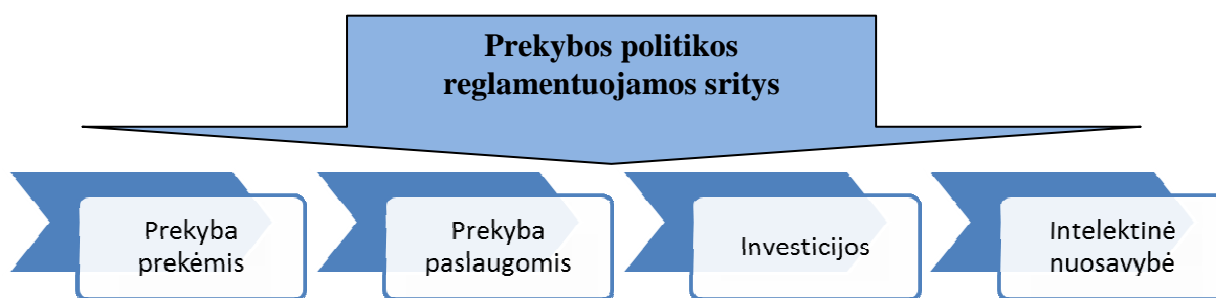 Prekybos politikos
reglamentuojamos sritys
Prekyba
prekėmis
Prekyba
paslaugomis
Investicijos
Intelektinė
nuosavybė